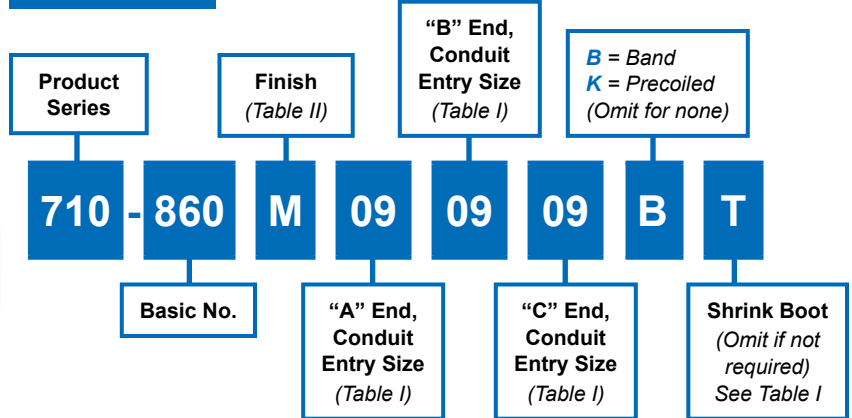 "B" End,
Conduit
Entry Size
(Table I)
B = Band
K = Precoiled
(Omit for none)
Product
Series
Finish
(Table II)
710 - 860 M 09 09 09 B T
Basic No.
"A" End,
Conduit
Entry Size
(Table I)
"C" End,
Conduit
Entry Size
(Table I)
Shrink Boot
(Omit if not
required)
See Table I